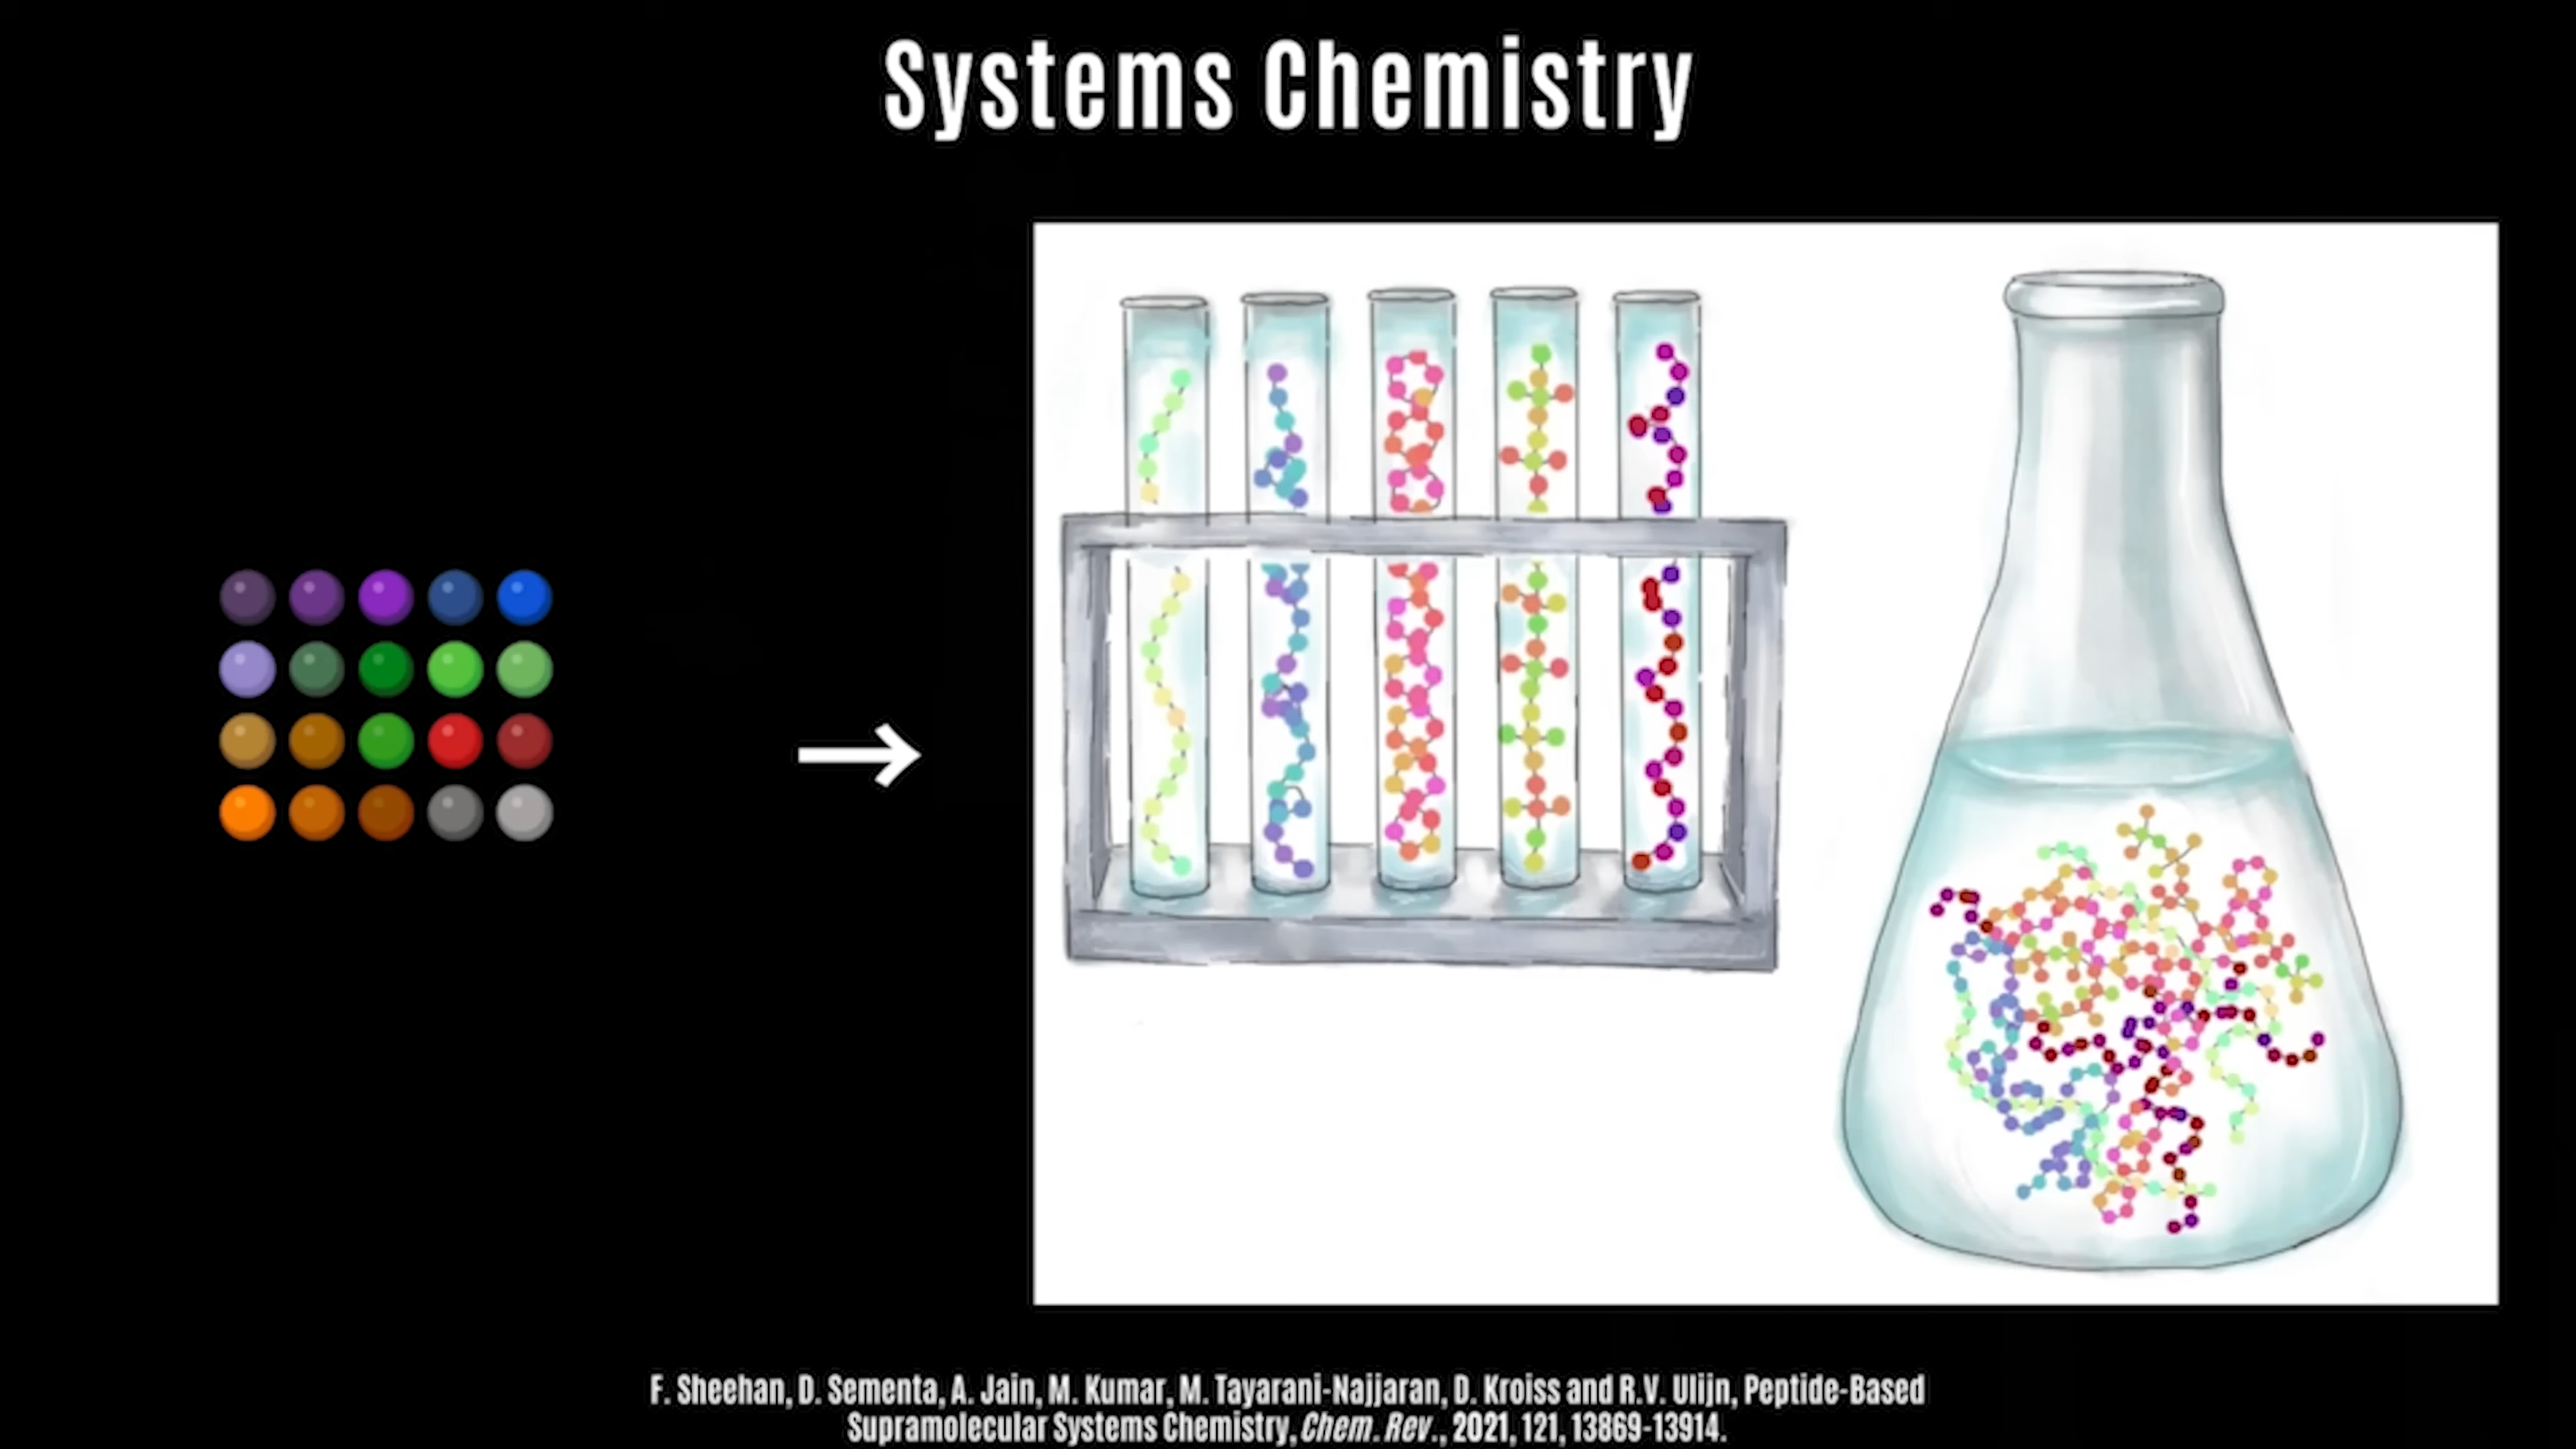 Systems Chemistry
F. Sheehan, D. Sementa, A. Jain, M. Kumar, M. Tayarani-Najjaran, D. Kroiss and R.V. Ulijn, Peptide-Based
Supramolecular Systems Chemistry, Chem. Rev., 2021, 121, 13869-13914.